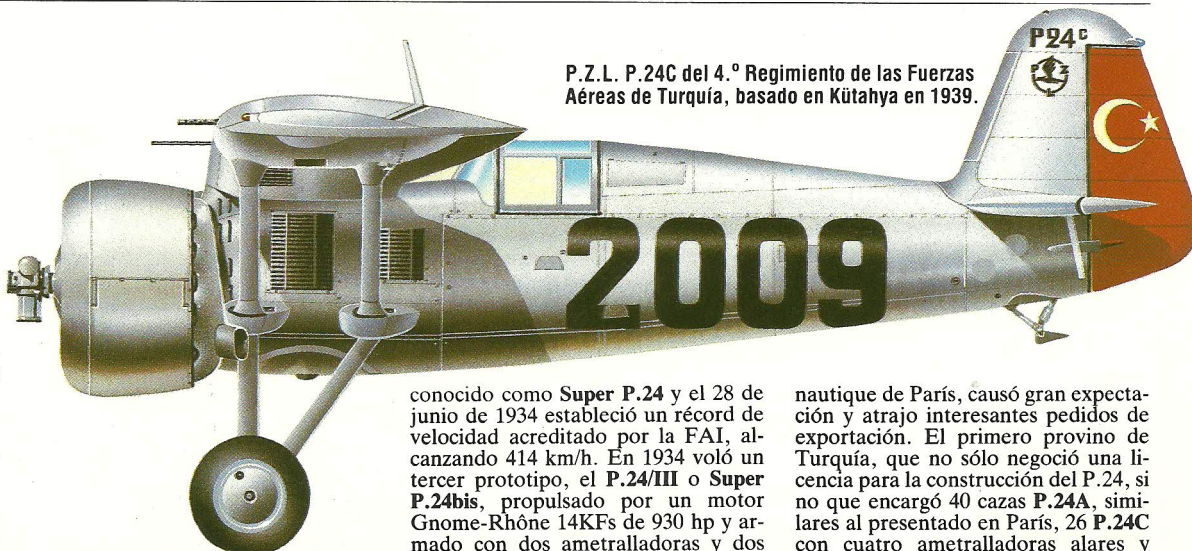 P.Z.L. P.24C del 4.º Regimiento de las Fuerzas
Aéreas de Turquía, basado en Kütahya en 1939.
P24C
P Z
2009
conocido como Super P.24 y el 28 de
junio de 1934 estableció un récord de
velocidad acreditado por la FAI, al-
canzando 414 km/h. En 1934 voló un
tercer prototipo, el P.24/III o Super
P.24bis, propulsado por un motor
Gnome-Rhône 14KFs de 930 hp y ar-
mado con dos ametralladoras y dos
nautique de París, causó gran expecta-
ción y atrajo interesantes pedidos de
exportación. El primero provino de
Turquía, que no sólo negoció una li-
cencia para la construcción del P.24, si
no que encargó 40 cazas P.24A, simi-
lares al presentado en París, 26 P.24C
con cuatro ametralladoras alares y